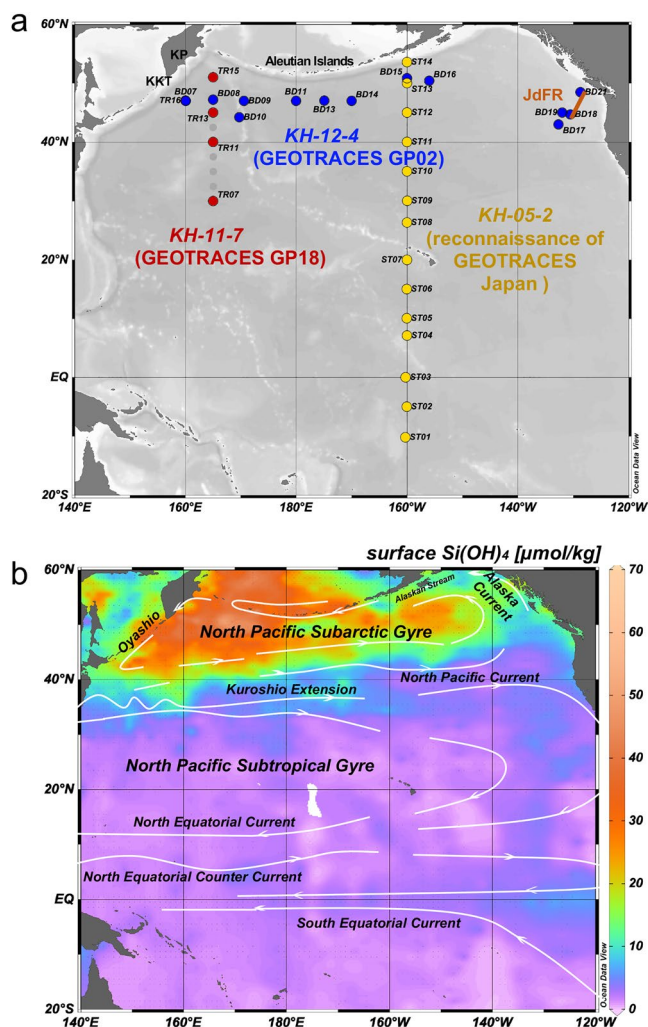 a
60°N
40°N
20°N
EQ
20°S
140°E
160°E
180°E
160°W
140°W
120°W
KP
KKT
Aleutian Islands
TR15
BD07
BD08
BD09
BD11
BD13
BD14
TR16
TR13
BD10
TR11
TR07
BD15
BD16
ST14
ST13
ST12
ST11
ST10
ST09
ST08
ST07
ST06
ST05
ST04
ST03
ST02
ST01
JdFR
BD21
BD19
BD18
BD17
KH-12-4
(GEOTRACES GP02)
KH-11-7
(GEOTRACES GP18)
KH-05-2
(reconnaissance of
GEOTRACES
Japan )
Ocean Data View
b
surface Si(OH)₄ [µmol/kg]
60°N
40°N
20°N
EQ
20°S
140°E
160°E
180°E
160°W
140°W
120°W
Oyashio
Alaskan Stream
Alaska
Current
North Pacific Subarctic Gyre
North Pacific Current
Kuroshio Extension
North Pacific Subtropical Gyre
North Equatorial Current
North Equatorial Counter Current
South Equatorial Current
Ocean Data View
70
60
50
40
30
20
10
0